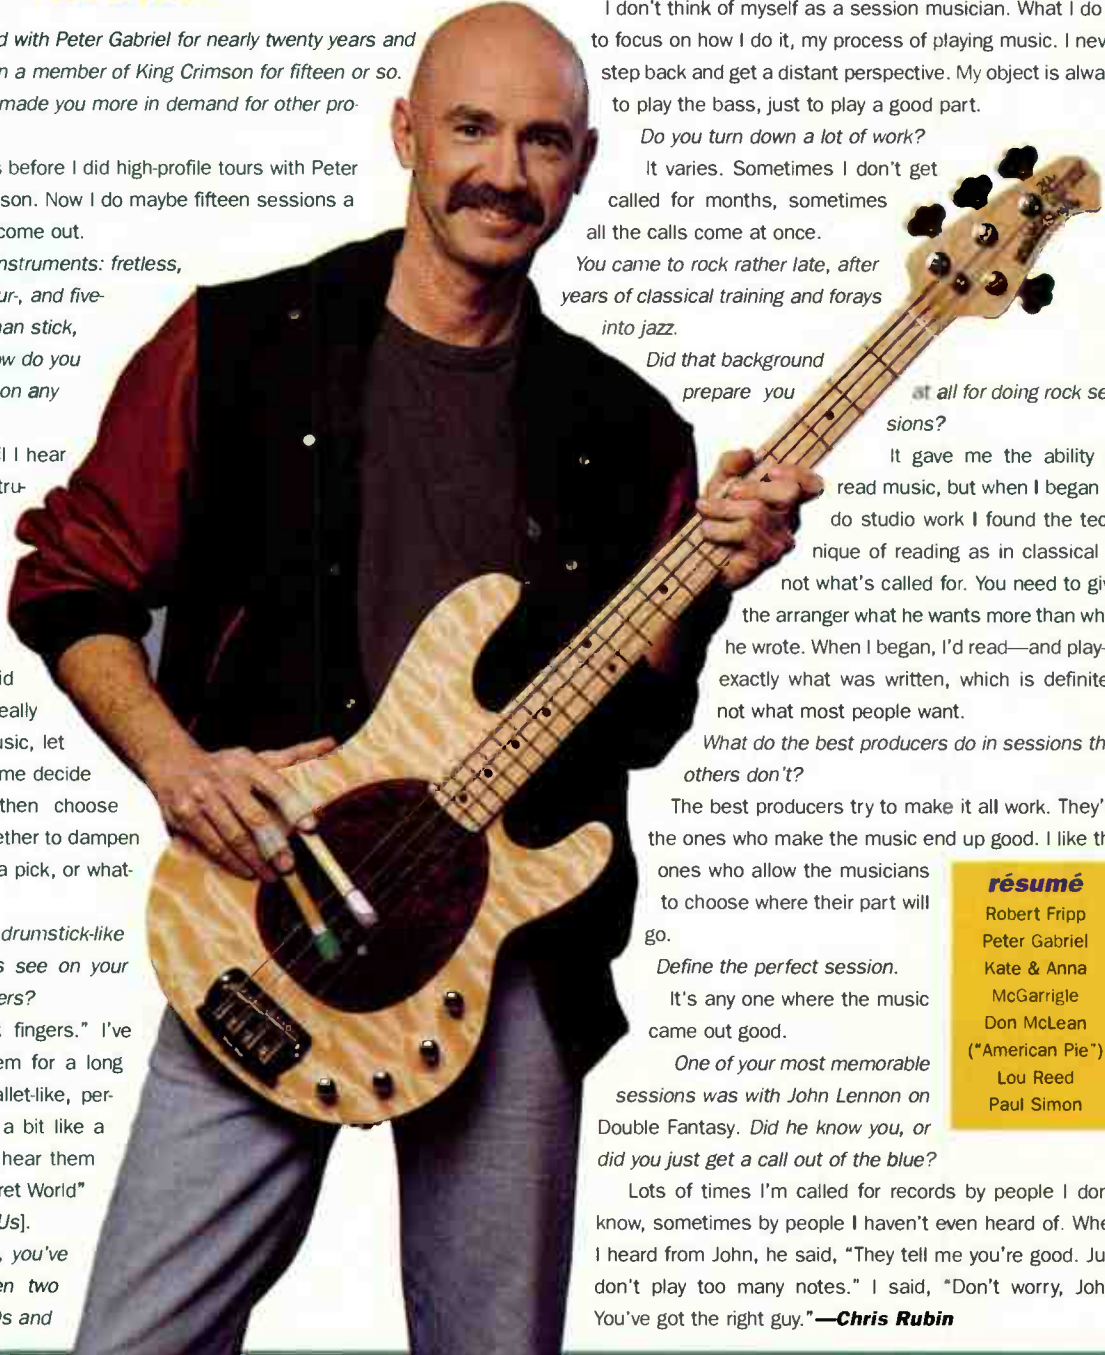 d with Peter Gabriel for nearly twenty years and
n a member of King Crimson for fifteen or so.
made you more in demand for other pro-
s before I did high-profile tours with Peter
son. Now I do maybe fifteen sessions a
come out.
nstruments: fretless,
ur-, and five-
an stick,
w do you
on any
I I hear
tru-
id
eally
usic, let
me decide
then choose
ether to dampen
a pick, or what-
drumstick-like
s see on your
ers?
fingers." I've
em for a long
allet-like, per-
a bit like a
hear them
ret World"
Us].
, you've
en two
Os and
I don't think of myself as a session musician. What I do
to focus on how I do it, my process of playing music. I nev
step back and get a distant perspective. My object is alwa
to play the bass, just to play a good part.
Do you turn down a lot of work?
It varies. Sometimes I don't get
called for months, sometimes
all the calls come at once.
You came to rock rather late, after
years of classical training and forays
into jazz.
Did that background
prepare you at all for doing rock se
sions?
It gave me the ability
read music, but when I began
do studio work I found the tec
nique of reading as in classical
not what's called for. You need to giv
the arranger what he wants more than wh
he wrote. When I began, I'd read—and play-
exactly what was written, which is definite
not what most people want.
What do the best producers do in sessions th
others don't?
The best producers try to make it all work. They'
the ones who make the music end up good. I like th
ones who allow the musicians
to choose where their part will
go.
Define the perfect session.
It's any one where the music
came out good.
One of your most memorable
sessions was with John Lennon on
Double Fantasy. Did he know you, or
did you just get a call out of the blue?
Lots of times I'm called for records by people I don
know, sometimes by people I haven't even heard of. Whe
I heard from John, he said, "They tell me you're good. Ju
don't play too many notes." I said, "Don't worry, Joh
You've got the right guy."—Chris Rubin
résumé
Robert Fripp
Peter Gabriel
Kate & Anna
McGarrigle
Don McLean
("American Pie")
Lou Reed
Paul Simon